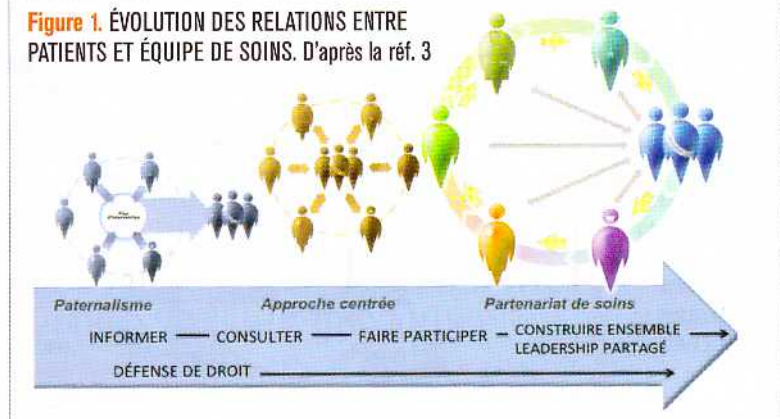 Figure 1. ÉVOLUTION DES RELATIONS ENTRE
PATIENTS ET ÉQUIPE DE SOINS. D'après la réf. 3
Paternalisme
Approche centrée
Partenariat de soins
INFORMER
CONSULTER
FAIRE PARTICIPER
CONSTRUIRE ENSEMBLE
LEADERSHIP PARTAGÉ
DÉFENSE DE DROIT